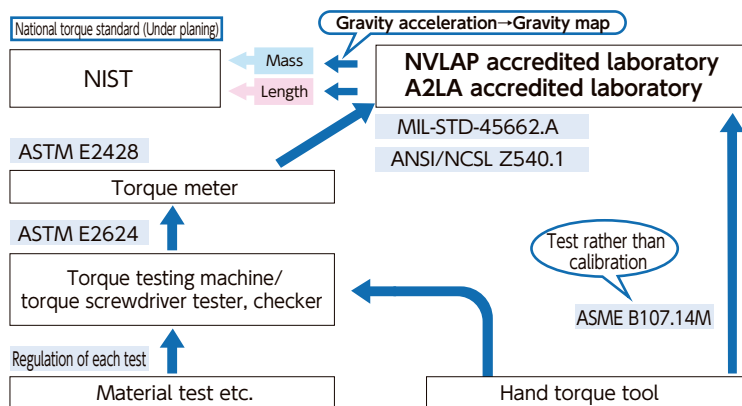 National torque standard (Under planing)
Gravity acceleration→Gravity map
NIST
Mass
Length
NVLAP accredited laboratory
A2LA accredited laboratory
MIL-STD-45662.A
ANSI/NCSL Z540.1
ASTM E2428
Torque meter
ASTM E2624
Torque testing machine/
torque screwdriver tester, checker
Test rather than
calibration
ASME B107.14M
Regulation of each test
Material test etc.
Hand torque tool